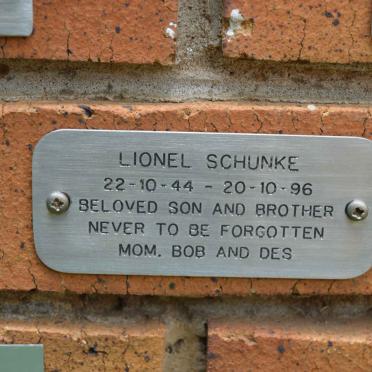 LIONEL SCHUNKE
22-10-44 - 20-10-96
BELOVED SON AND BROTHER
NEVER TO BE FORGOTTEN
MOM. BOB AND DES